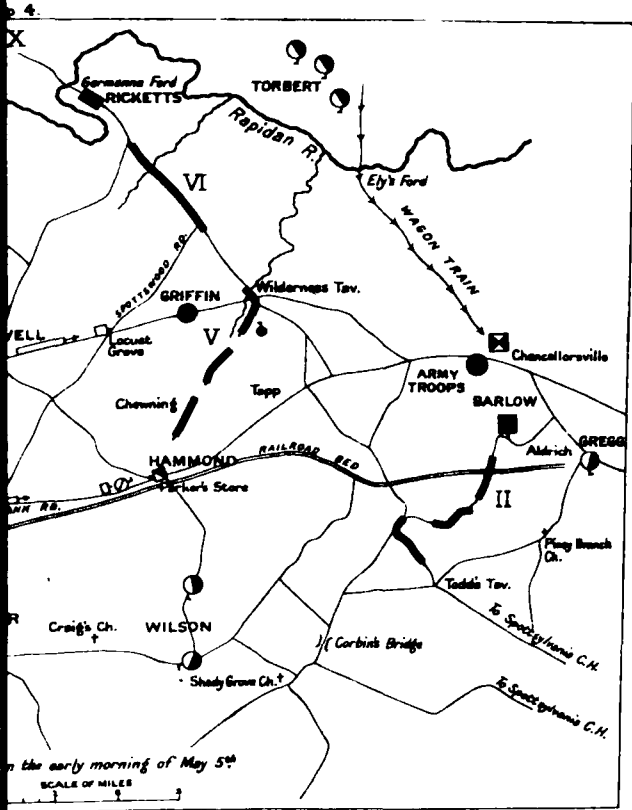 4.
X
Germanna Ford
RICKETTS
TORBERT
Rapidan R.
VI
Ely's Ford
WAGON TRAIN
SPOTTSWOOD RD.
GRIFFIN
Wilderness Tav.
Locust
Grove
V
Chancellorsville
ARMY
TROOPS
Chewning
Tapp
BARLOW
HAMMOND
RAILROAD BED
Aldrich
GREGG
Parker's Store
II
Piney Branch
Ch.
Todd's Tav.
Craig's Ch.
WILSON
Corbin's Bridge
To Spottsylvania C.H.
Shady Grove Ch.
To Spottsylvania C.H.
n the early morning of May 5th
SCALE OF MILES